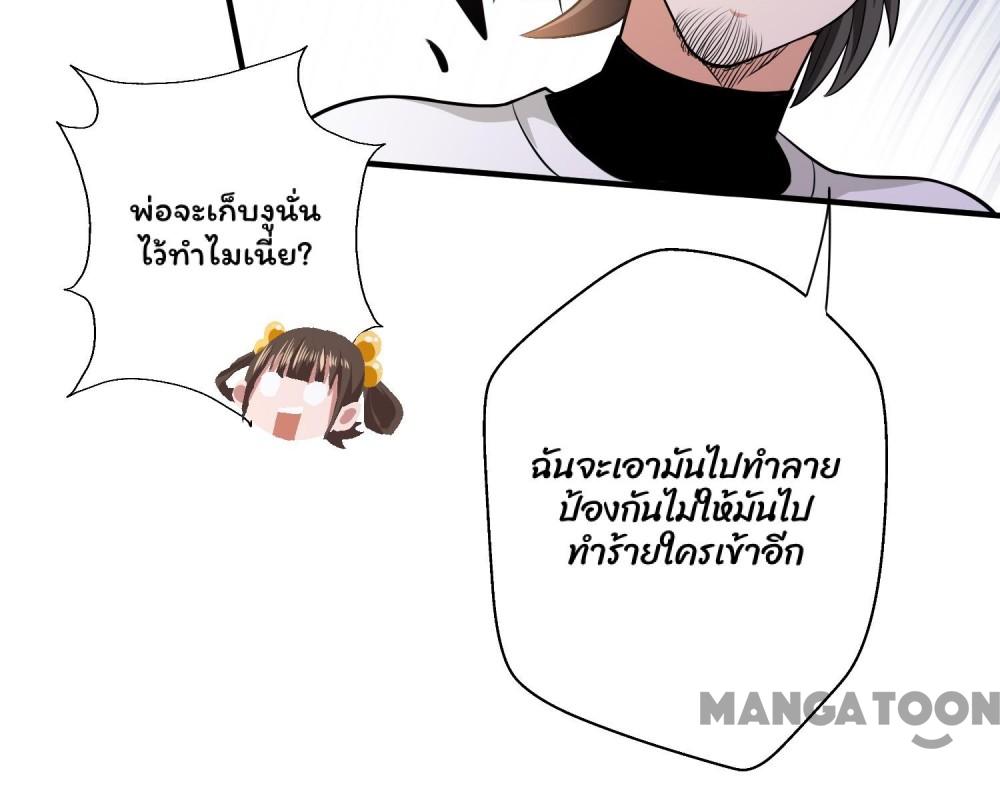 พ่อจะเก็บงูนั่น
ไว้ทำไมเนี่ย?
ฉันจะเอามันไปทำลาย
ป้องกันไม่ให้มันไป
ทำร้ายใครเข้าอีก
MANGATOON